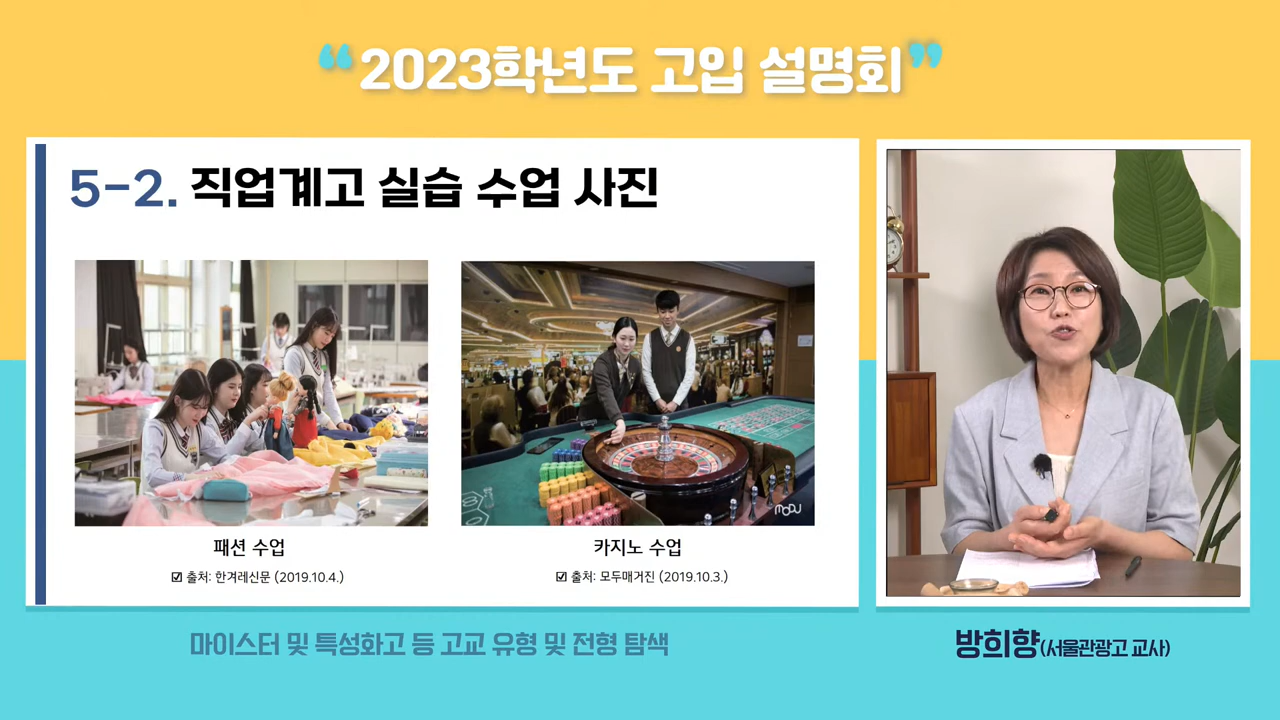 “2023학년도 고입 설명회”
5-2. 직업계고 실습 수업 사진
MODU
패션 수업
카지노 수업
☑ 출처: 한겨레신문 (2019.10.4.)
☑ 출처: 모두매거진 (2019.10.3.)
마이스터 및 특성화고 등 고교 유형 및 전형 탐색
방희향(서울관광고 교사)